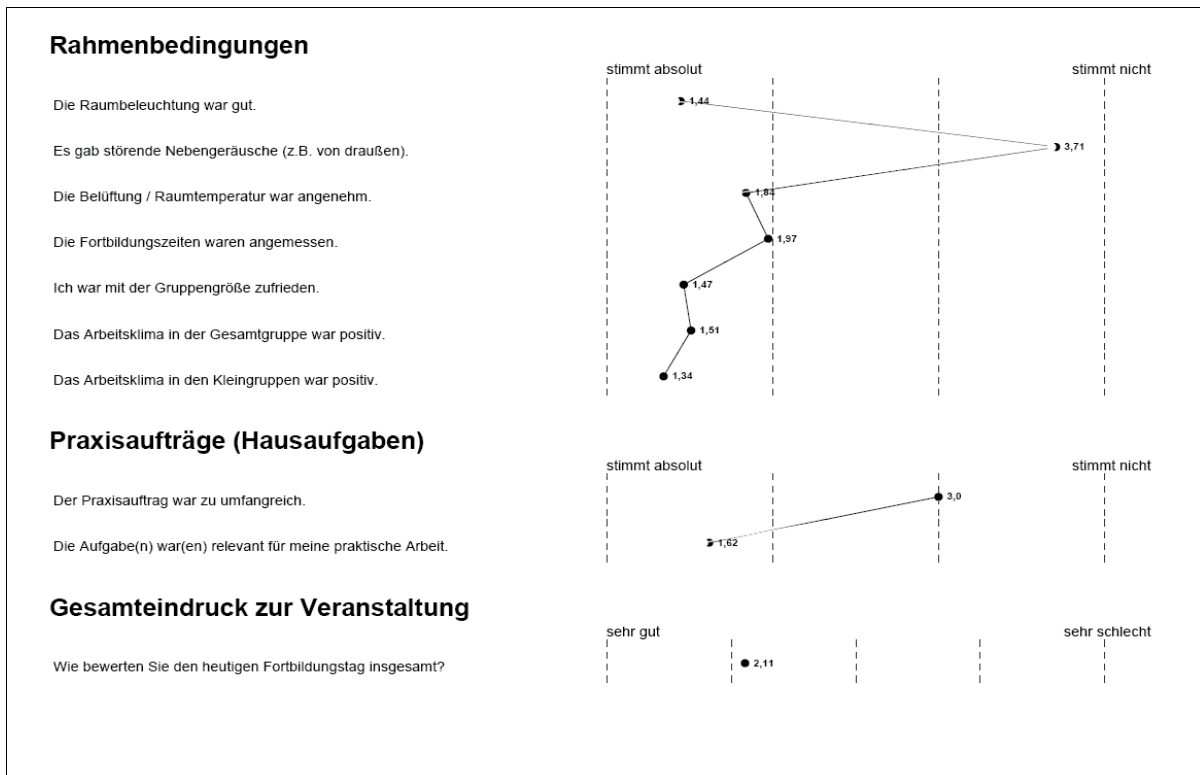 Rahmenbedingungen
stimmt absolut stimmt nicht
Die Raumbeleuchtung war gut. 1,44
Es gab störende Nebengeräusche (z.B. von draußen). 3,71
Die Belüftung / Raumtemperatur war angenehm. 1,84
Die Fortbildungszeiten waren angemessen. 1,97
Ich war mit der Gruppengröße zufrieden. 1,47
Das Arbeitsklima in der Gesamtgruppe war positiv. 1,51
Das Arbeitsklima in den Kleingruppen war positiv. 1,34
Praxisaufträge (Hausaufgaben)
stimmt absolut stimmt nicht
Der Praxisauftrag war zu umfangreich. 3,0
Die Aufgabe(n) war(en) relevant für meine praktische Arbeit. 1,62
Gesamteindruck zur Veranstaltung
sehr gut sehr schlecht
Wie bewerten Sie den heutigen Fortbildungstag insgesamt? 2,11